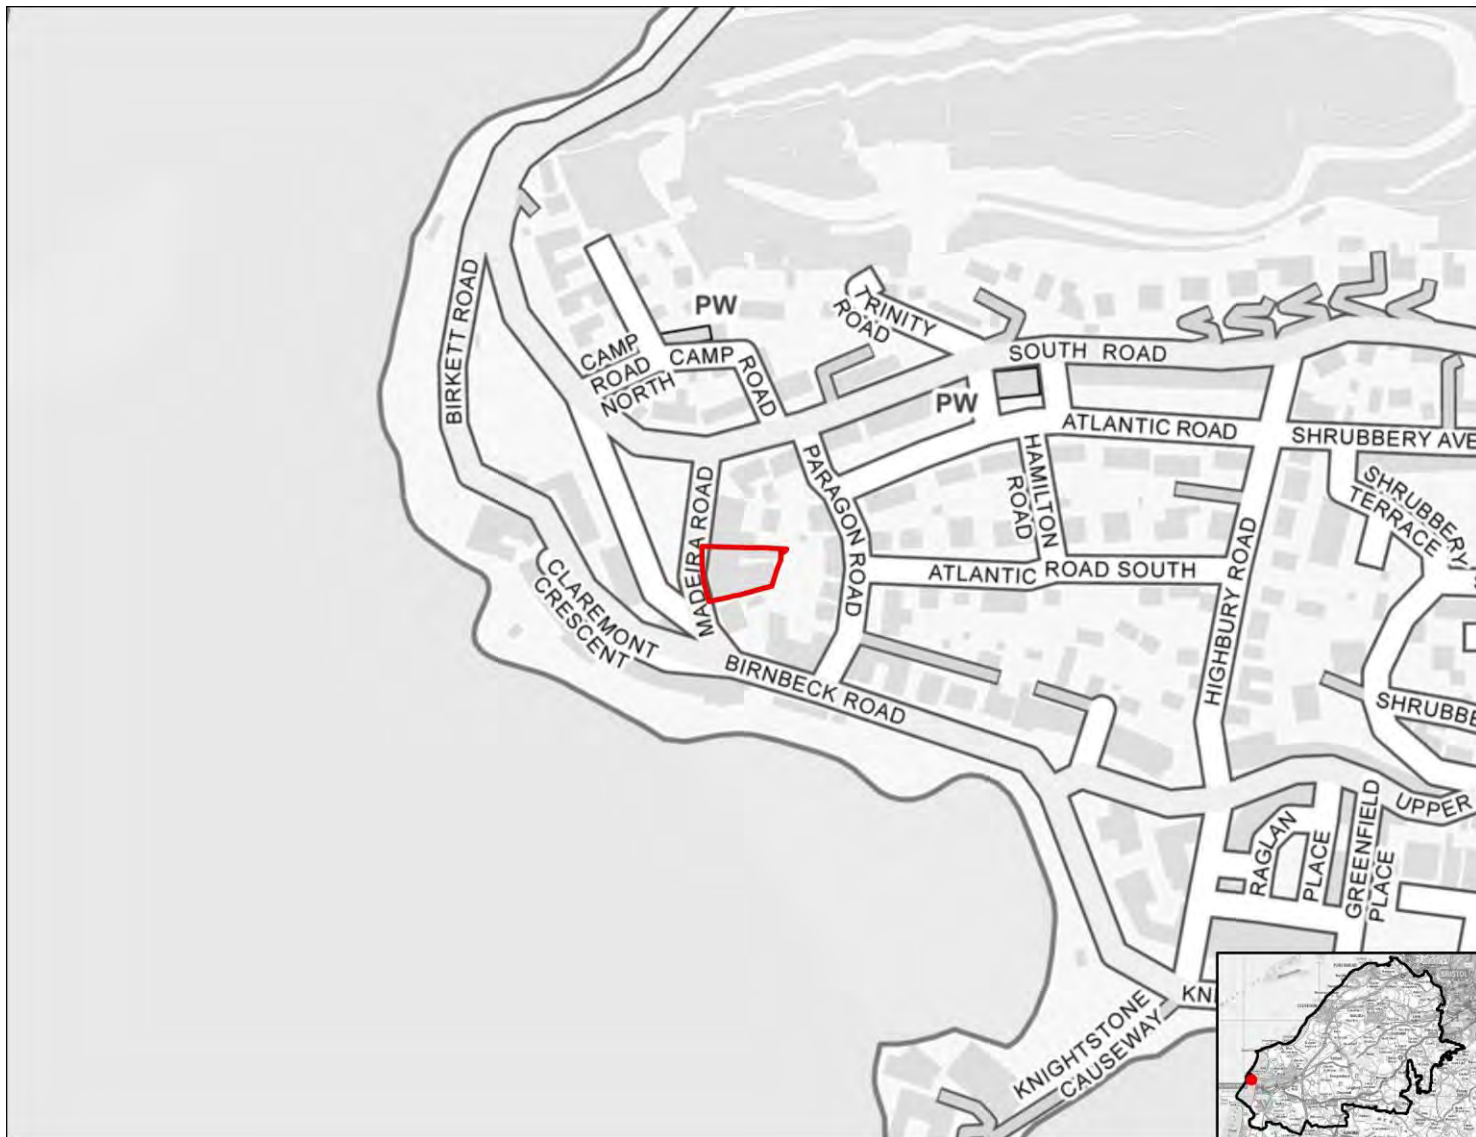 BIRKETT ROAD
PW
CAMP
ROAD
NORTH
CAMP
ROAD
TRINITY
ROAD
SOUTH ROAD
PW
ATLANTIC ROAD
SHRUBBERY AVE
HAMILTON
ROAD
SHRUBBERY
TERRACE
PARAGON ROAD
MADEIRA ROAD
ATLANTIC ROAD SOUTH
HIGHBURY ROAD
CLAREMONT
CRESCENT
BIRNBECK ROAD
SHRUBBE
UPPER
RAGLAN
PLACE
GREENFIELD
PLACE
KNIGHTSTONE
CAUSEWAY
KNI
BRISTOL